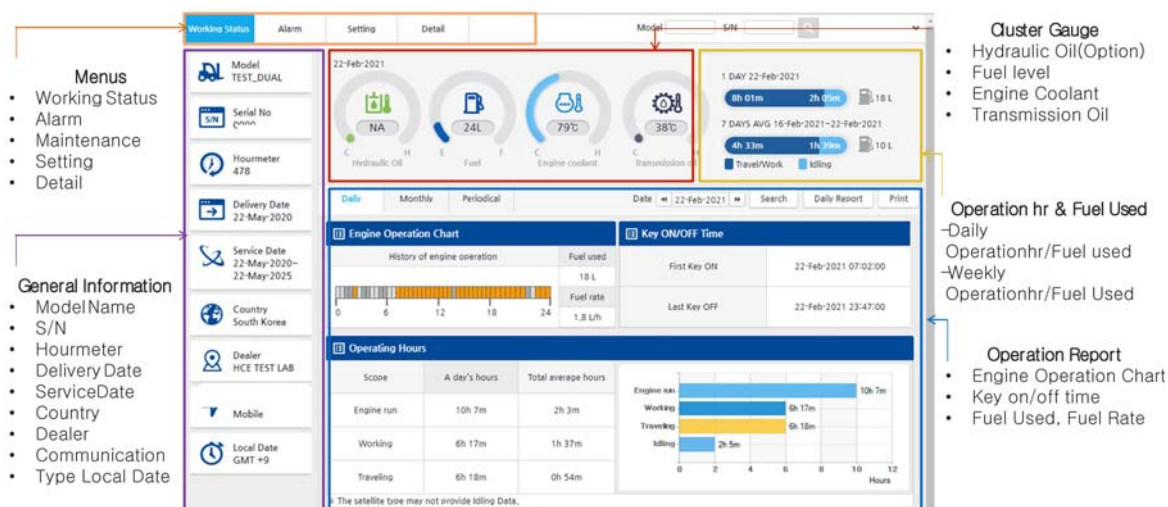 Menus
• Working Status
• Alarm
• Maintenance
• Setting
• Detail
General Information
• Model Name
• S/N
• Hourmeter
• Delivery Date
• ServiceDate
• Country
• Dealer
• Communication
• Type Local Date
Working Status Alarm Setting Detail Model S/N
Model
TEST_DUAL
S/N
Serial No
Hourmeter
478
Delivery Date
22-May-2020
Service Date
22-May-2020~
22-May-2025
Country
South Korea
Dealer
HCE TEST LAB
Mobile
Local Date
GMT +9
22-Feb-2021
NA 24L 79℃ 38℃
C H E F C H C H
Hydraulic Oil Fuel Engine coolant Transmission oil
1 DAY 22-Feb-2021
8h 01m 2h 05m 18 L
7 DAYS AVG 16-Feb-2021~22-Feb-2021
4h 33m 1h 39m 10 L
Travel/Work Idling
Daily Monthly Periodical Date 22-Feb-2021 Search Daily Report Print
Engine Operation Chart
History of engine operation Fuel used
18 L
Fuel rate
1,8 L/h
0 6 12 18 24
Key ON/OFF Time
First Key ON 22-Feb-2021 07:02:00
Last Key OFF 22-Feb-2021 23:47:00
Operating Hours
Scope A day's hours Total average hours
Engine run 10h 7m 2h 3m
Working 6h 17m 1h 37m
Traveling 6h 18m 0h 54m
Engine run 10h 7m
Working 6h 17m
Traveling 6h 18m
Idling 2h 5m
0 2 4 6 8 10 12
Hours
* The satellite type may not provide Idling Data.
Cluster Gauge
• Hydraulic Oil(Option)
• Fuel level
• Engine Coolant
• Transmission Oil
Operation hr & Fuel Used
-Daily
Operationhr/Fuel used
-Weekly
Operationhr/Fuel Used
Operation Report
• Engine Operation Chart
• Key on/off time
• Fuel Used, Fuel Rate